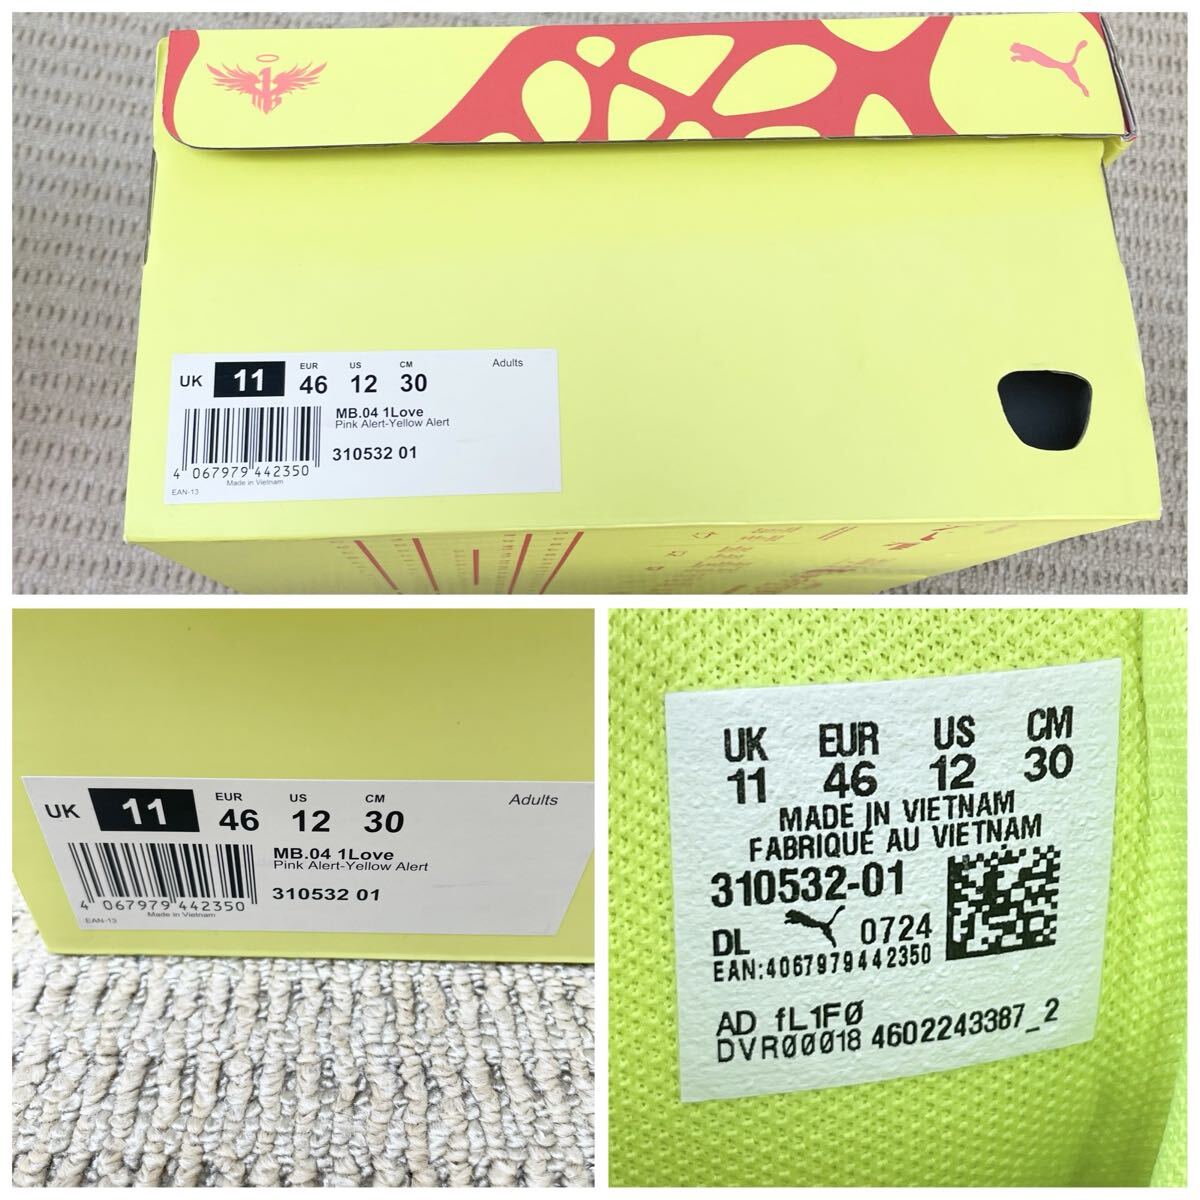 UK 11 EUR 46 US 12 CM 30 Adults
MB.04 1Love
Pink Alert-Yellow Alert
310532 01
4 067979 442350
Made in Vietnam
EAN-13
UK 11 EUR 46 US 12 CM 30 Adults
MB.04 1Love
Pink Alert-Yellow Alert
310532 01
4 067979 442350
Made in Vietnam
EAN-13
UK EUR US CM
11 46 12 30
MADE IN VIETNAM
FABRIQUE AU VIETNAM
310532-01
DL 0724
EAN:4067979442350
AD fL1FØ
DVRØØØ18 4602243387_2